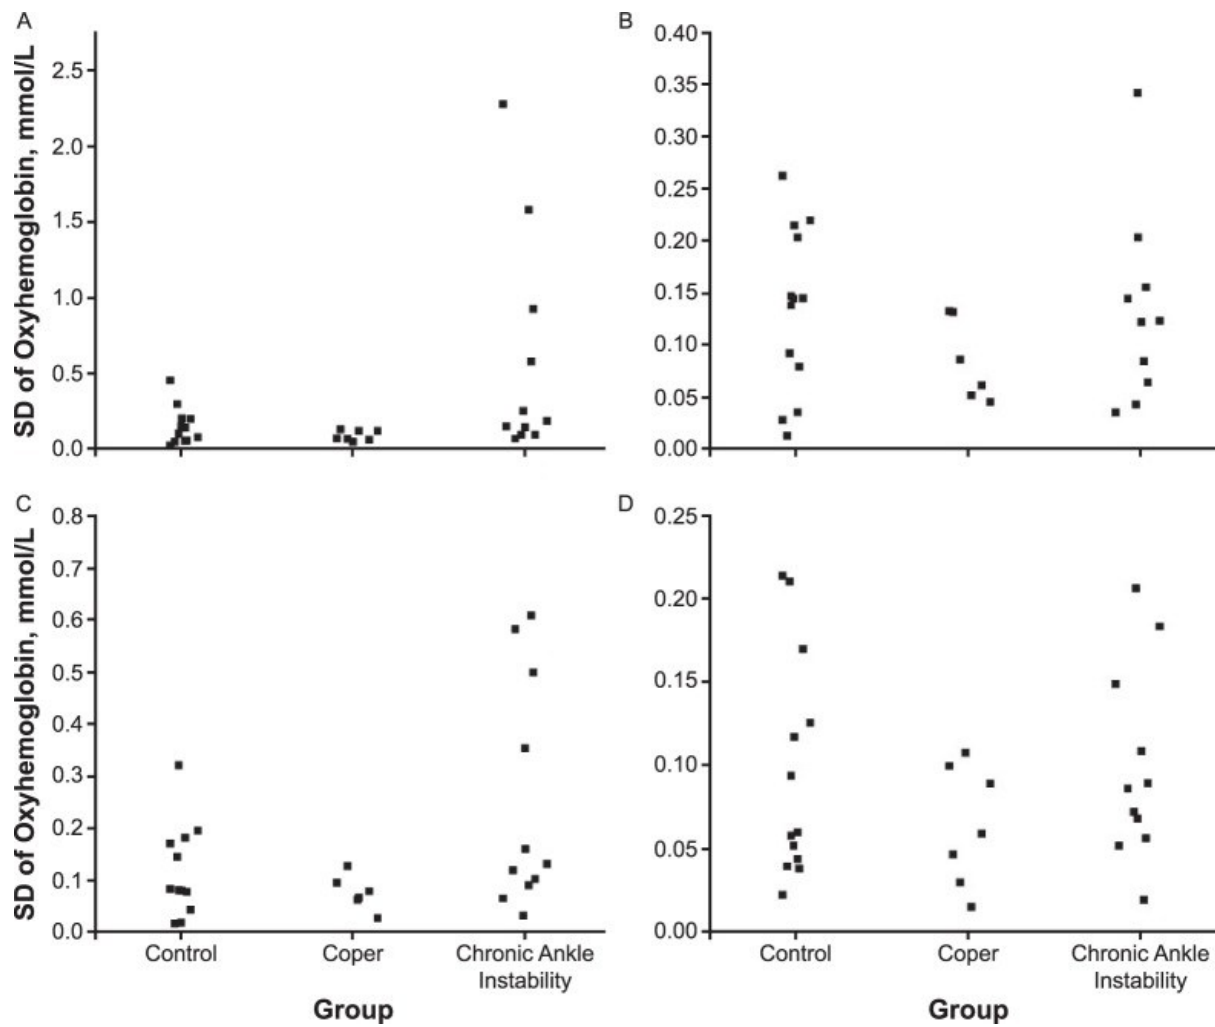 A
SD of Oxyhemoglobin, mmol/L
2.5
2.0
1.5
1.0
0.5
0.0
B
0.40
0.35
0.30
0.25
0.20
0.15
0.10
0.05
0.00
C
SD of Oxyhemoglobin, mmol/L
0.8
0.7
0.6
0.5
0.4
0.3
0.2
0.1
0.0
Control Coper Chronic Ankle
Instability
Group
D
0.25
0.20
0.15
0.10
0.05
0.00
Control Coper Chronic Ankle
Instability
Group